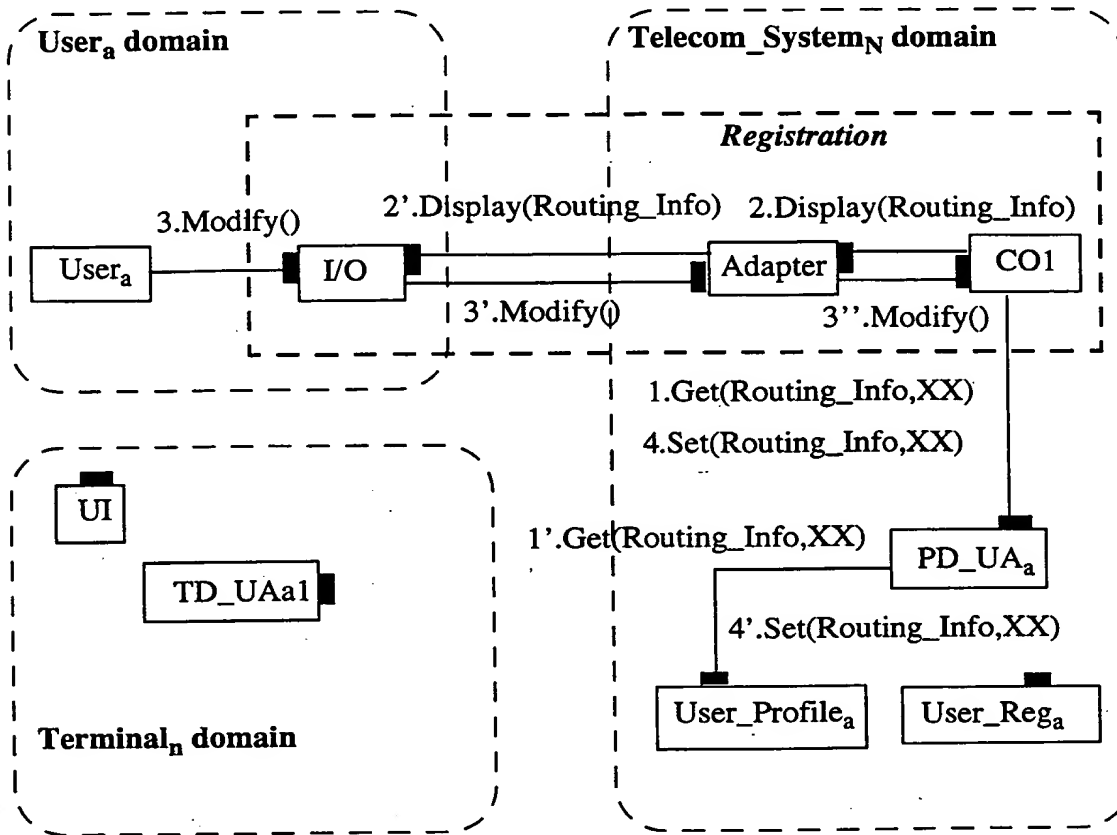 User_a domain
Telecom_System_N domain
Registration
3.Modify()
2'.Display(Routing_Info)
2.Display(Routing_Info)
User_a
I/O
Adapter
CO1
3'.Modify()
3''.Modify()
1.Get(Routing_Info,XX)
4.Set(Routing_Info,XX)
UI
1'.Get(Routing_Info,XX)
PD_UA_a
TD_UAa1
4'.Set(Routing_Info,XX)
User_Profile_a
User_Reg_a
Terminal_n domain